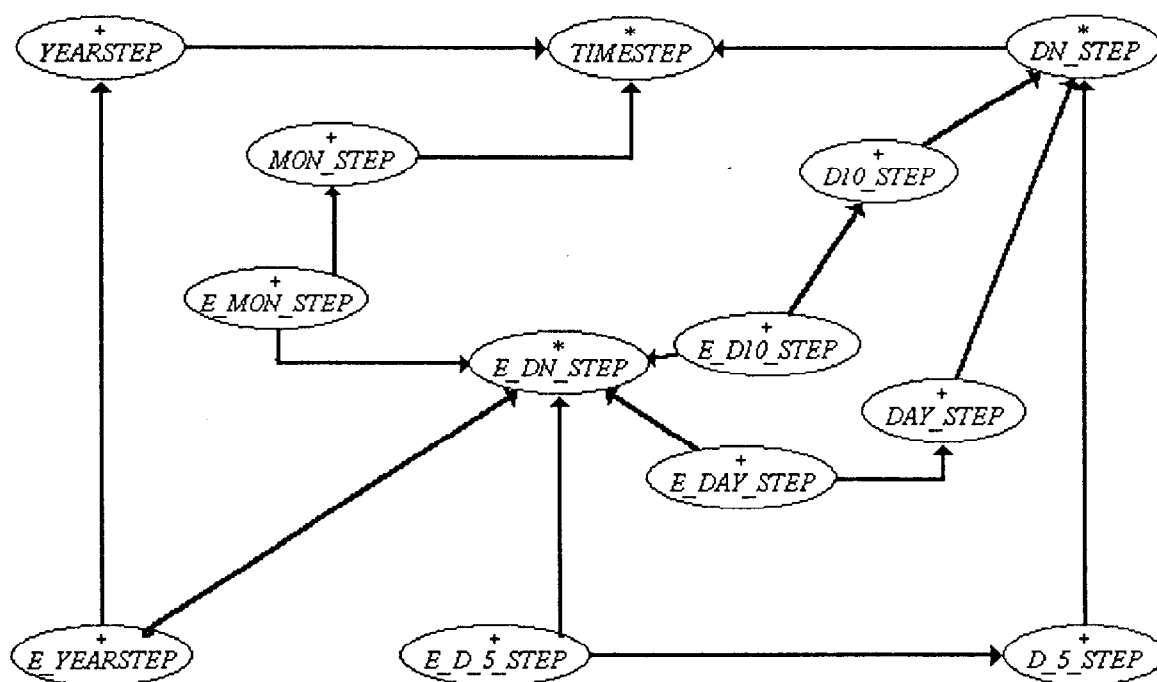 +
YEARSTEP
*
TIMESTEP
*
DN_STEP
+
MON_STEP
+
D10_STEP
+
E_MON_STEP
+
E_D10_STEP
*
E_DN_STEP
+
DAY_STEP
+
E_DAY_STEP
+
E_YEARSTEP
+
E_D_5_STEP
+
D_5_STEP